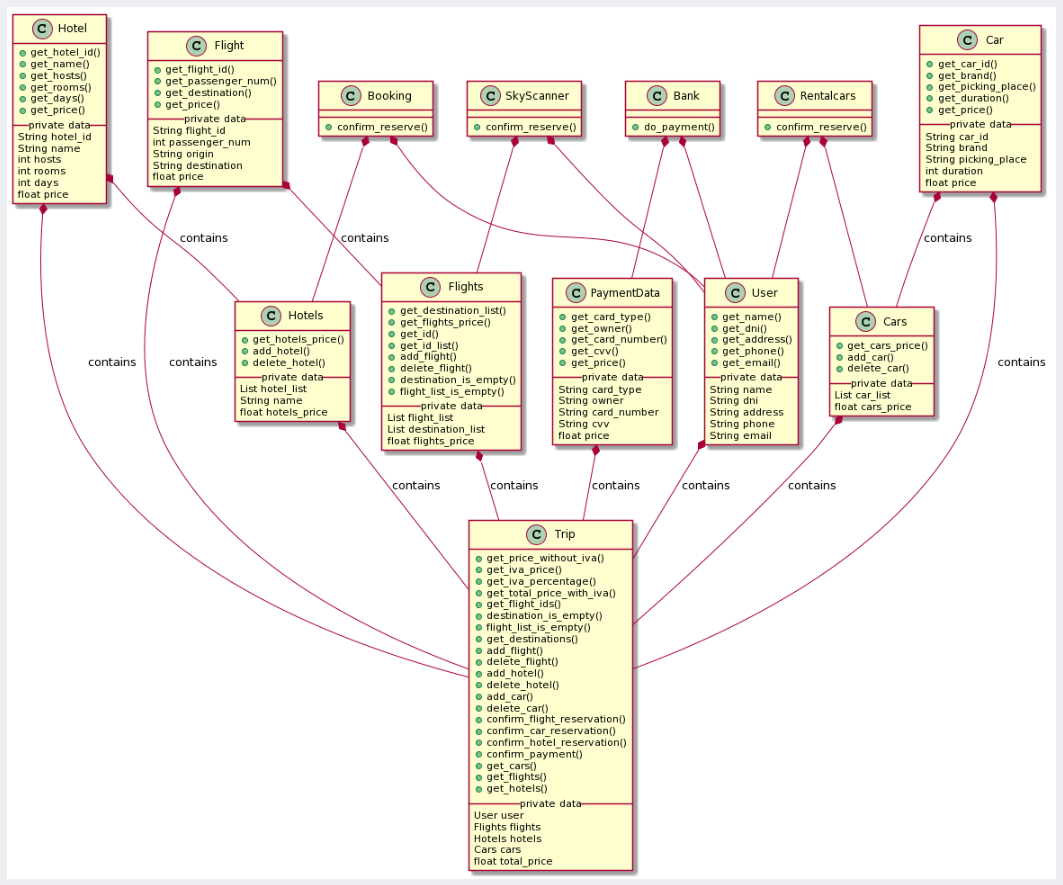 C Hotel
get_hotel_id()
get_name()
get_hosts()
get_rooms()
get_days()
get_price()
private data
String hotel_id
String name
int hosts
int rooms
int days
float price
C Flight
get_flight_id()
get_passenger_num()
get_destination()
get_price()
private data
String flight_id
int passenger_num
String origin
String destination
float price
C Booking
confirm_reserve()
C SkyScanner
confirm_reserve()
C Bank
do_payment()
C Rentalcars
confirm_reserve()
C Car
get_car_id()
get_brand()
get_picking_place()
get_duration()
get_price()
private data
String car_id
String brand
String picking_place
int duration
float price
contains
contains
contains
C Hotels
get_hotels_price()
add_hotel()
delete_hotel()
private data
List hotel_list
String name
float hotels_price
C Flights
get_destination_list()
get_flights_price()
get_id()
get_id_list()
add_flight()
delete_flight()
destination_is_empty()
flight_list_is_empty()
private data
List flight_list
List destination_list
float flights_price
C PaymentData
get_card_type()
get_owner()
get_card_number()
get_cvv()
get_price()
private data
String card_type
String owner
String card_number
String cvv
float price
C User
get_name()
get_dni()
get_address()
get_phone()
get_email()
private data
String name
String dni
String address
String phone
String email
C Cars
get_cars_price()
add_car()
delete_car()
private data
List car_list
float cars_price
contains
contains
contains
contains
contains
contains
contains
contains
C Trip
get_price_without_iva()
get_iva_price()
get_iva_percentage()
get_total_price_with_iva()
get_flight_ids()
destination_is_empty()
flight_list_is_empty()
get_destinations()
add_flight()
delete_flight()
add_hotel()
delete_hotel()
add_car()
delete_car()
confirm_flight_reservation()
confirm_car_reservation()
confirm_hotel_reservation()
confirm_payment()
get_cars()
get_flights()
get_hotels()
private data
User user
Flights flights
Hotels hotels
Cars cars
float total_price